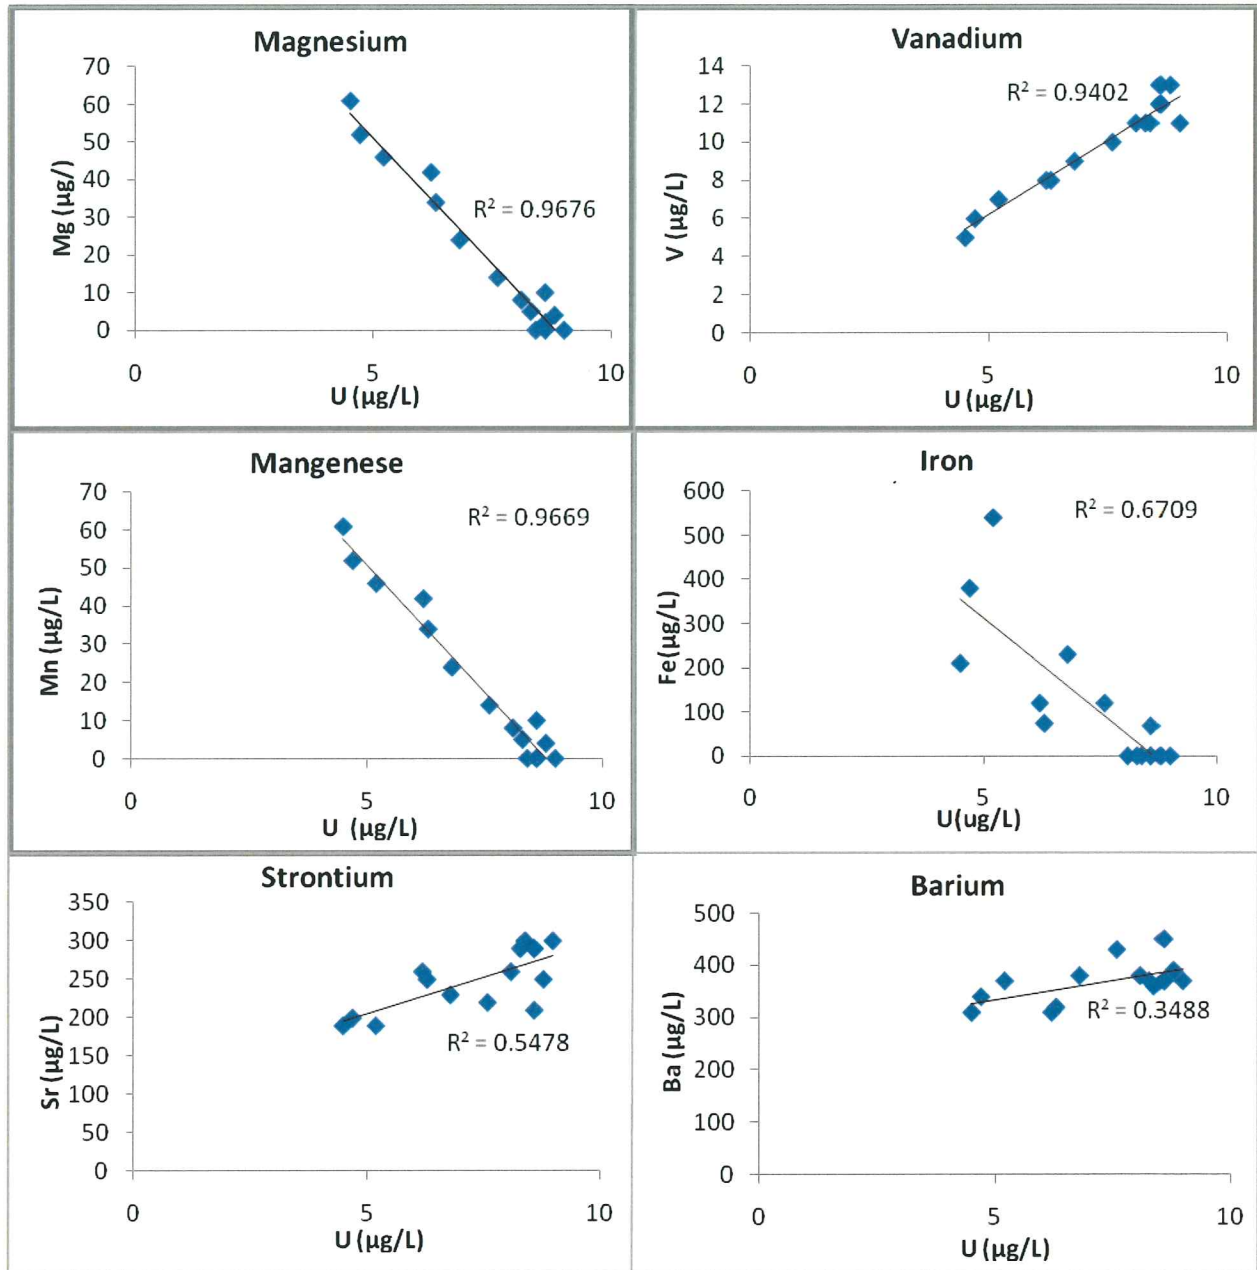 Magnesium
70
60
50
40
30
20
10
0
Mg (µg/)
R² = 0.9676
0 5 10
U (µg/L)
Vanadium
14
12
10
8
6
4
2
0
V (µg/L)
R² = 0.9402
0 5 10
U (µg/L)
Mangenese
70
60
50
40
30
20
10
0
Mn (µg/L)
R² = 0.9669
0 5 10
U (µg/L)
Iron
600
500
400
300
200
100
0
Fe(µg/L)
R² = 0.6709
0 5 10
U(ug/L)
Strontium
350
300
250
200
150
100
50
0
Sr (µg/L)
R² = 0.5478
0 5 10
U (µg/L)
Barium
500
400
300
200
100
0
Ba (µg/L)
R² = 0.3488
0 5 10
U (µg/L)